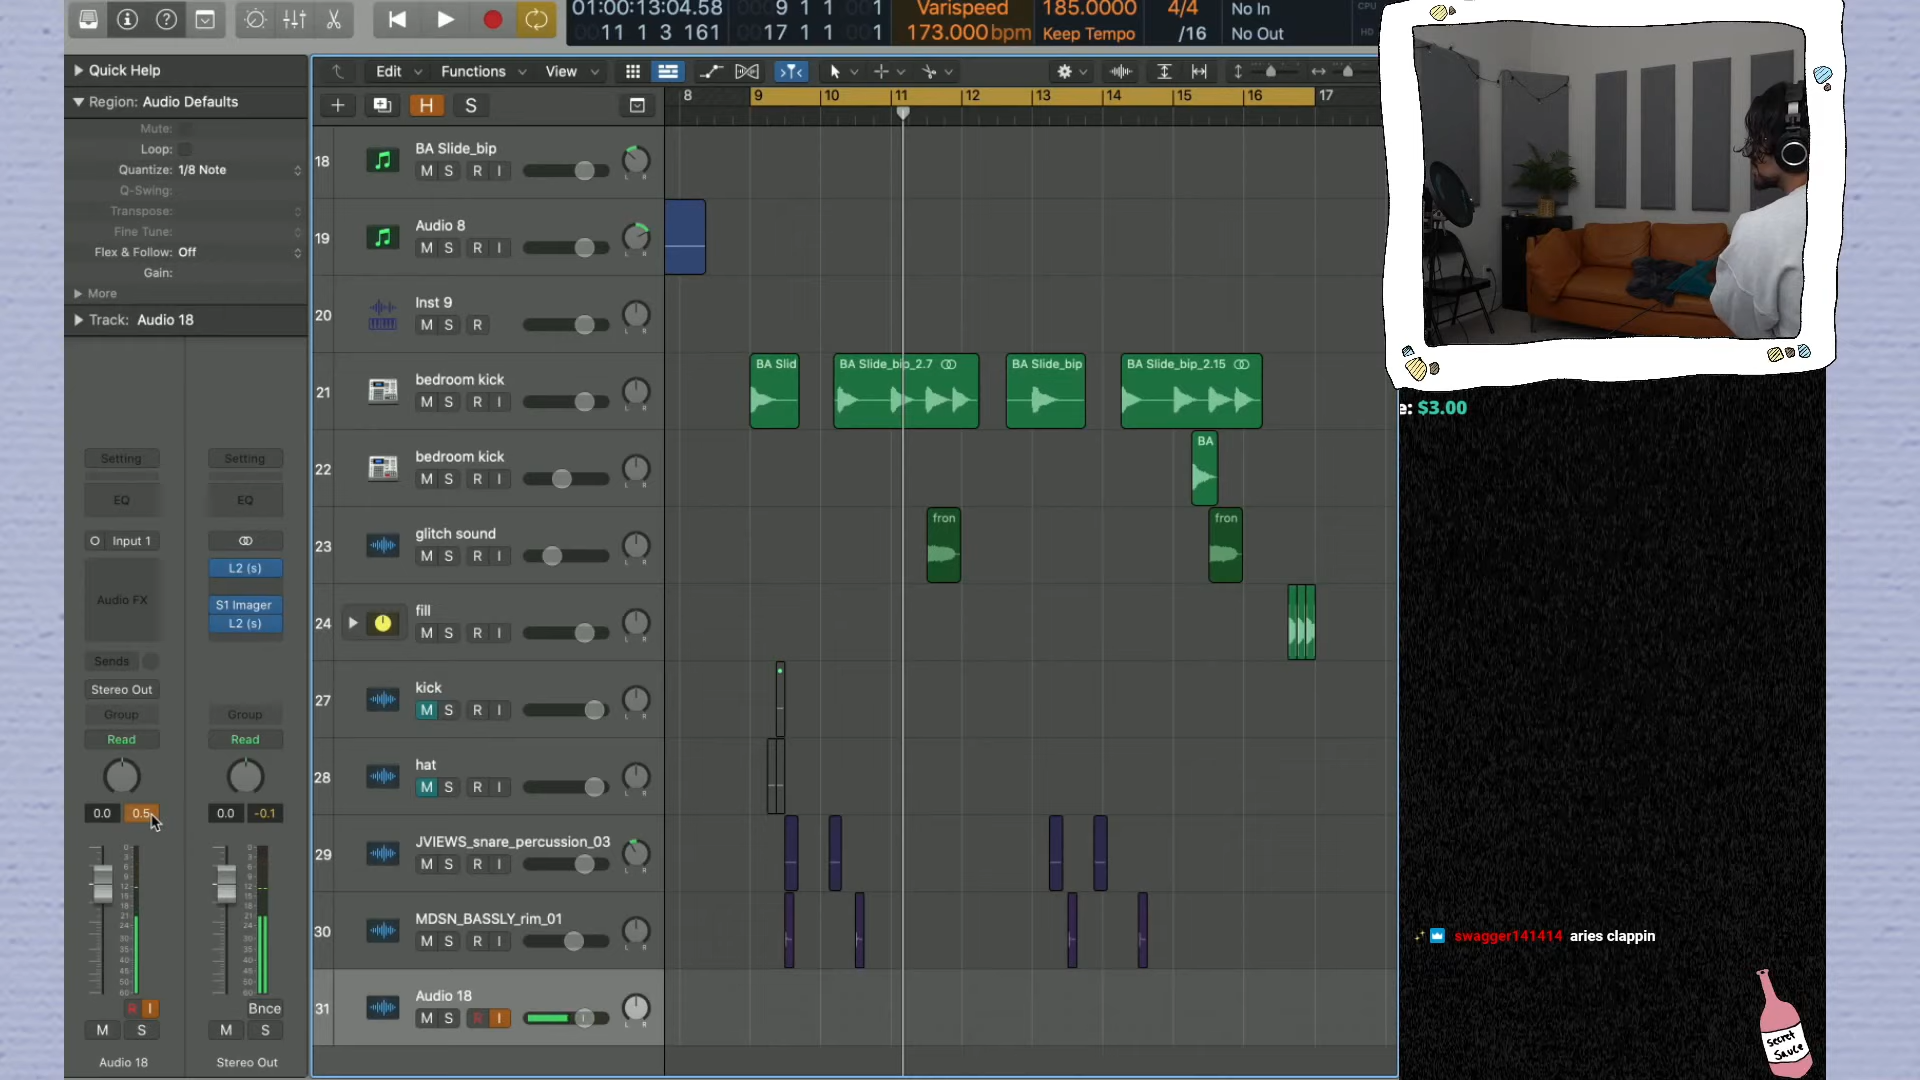 01:00:13:04.58
11 1 3 161
9 1 1 1
17 1 1 1
Varispeed
173.000 bpm
185.0000
Keep Tempo
4/4
/16
No In
No Out
CPU
HD
Quick Help
Region: Audio Defaults
Mute:
Loop:
Quantize: 1/8 Note
Q-Swing:
Transpose:
Fine Tune:
Flex & Follow: Off
Gain:
More
Track: Audio 18
Edit
Functions
View
H
S
8 9 10 11 12 13 14 15 16 17
18
BA Slide_bip
M S R I
L R
19
Audio 8
M S R I
L R
20
Inst 9
M S R
L R
21
bedroom kick
M S R I
L R
BA Slid
BA Slide_bip_2.7
BA Slide_bip
BA Slide_bip_2.15
22
bedroom kick
M S R I
L R
BA
23
glitch sound
M S R I
L R
fron
fron
24
fill
M S R I
L R
27
kick
M S R I
L R
28
hat
M S R I
L R
29
JVIEWS_snare_percussion_03
M S R I
L R
30
MDSN_BASSLY_rim_01
M S R I
L R
31
Audio 18
M S R I
L R
Setting
Setting
EQ
EQ
Input 1
L2 (s)
Audio FX
S1 Imager
L2 (s)
Sends
Stereo Out
Group
Group
Read
Read
0.0 0.5
0.0 -0.1
R I
Bnce
M S
M S
Audio 18
Stereo Out
e: $3.00
swagger141414 aries clappin
Secret
Sauce